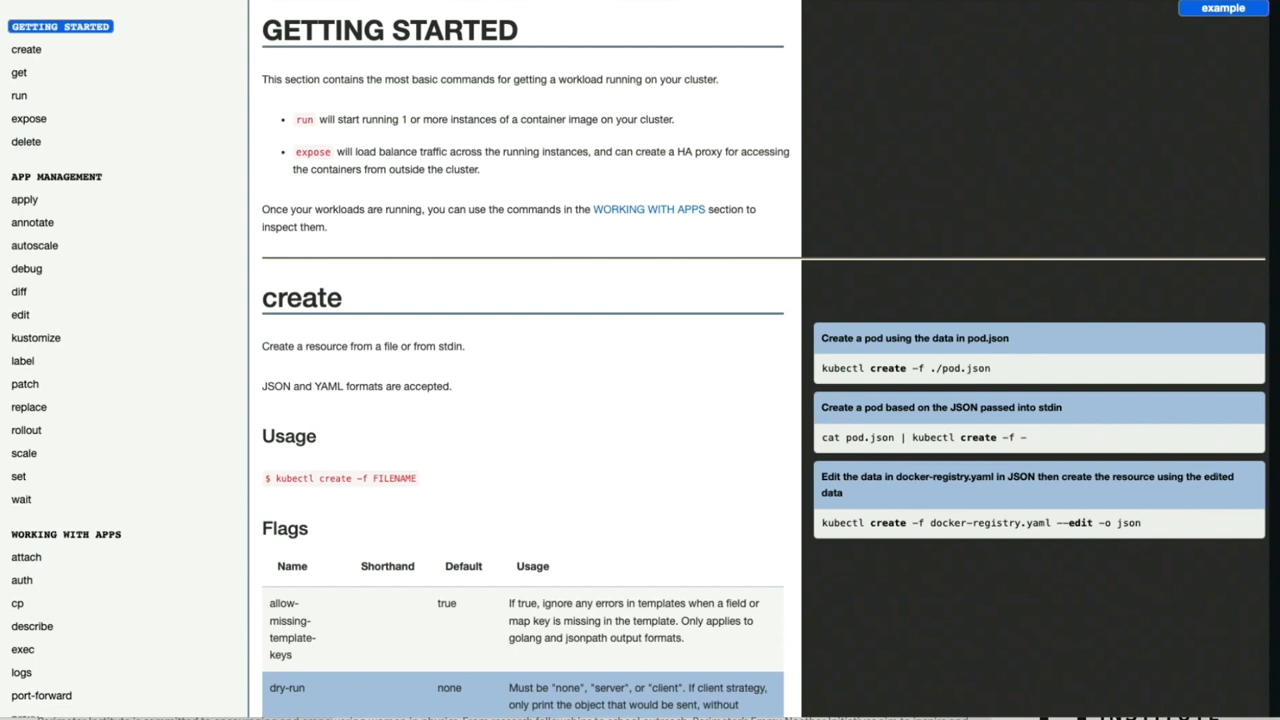 GETTING STARTED
create
get
run
expose
delete
APP MANAGEMENT
apply
annotate
autoscale
debug
diff
edit
kustomize
label
patch
replace
rollout
scale
set
wait
WORKING WITH APPS
attach
auth
cp
describe
exec
logs
port-forward
GETTING STARTED
This section contains the most basic commands for getting a workload running on your cluster.
• run will start running 1 or more instances of a container image on your cluster.
• expose will load balance traffic across the running instances, and can create a HA proxy for accessing
the containers from outside the cluster.
Once your workloads are running, you can use the commands in the WORKING WITH APPS section to
inspect them.
create
Create a resource from a file or from stdin.
JSON and YAML formats are accepted.
Usage
$ kubectl create -f FILENAME
Flags
Name Shorthand Default Usage
allow- true If true, ignore any errors in templates when a field or
missing- map key is missing in the template. Only applies to
template- golang and jsonpath output formats.
keys
dry-run none Must be "none", "server", or "client". If client strategy,
only print the object that would be sent, without
example
Create a pod using the data in pod.json
kubectl create -f ./pod.json
Create a pod based on the JSON passed into stdin
cat pod.json | kubectl create -f -
Edit the data in docker-registry.yaml in JSON then create the resource using the edited
data
kubectl create -f docker-registry.yaml --edit -o json